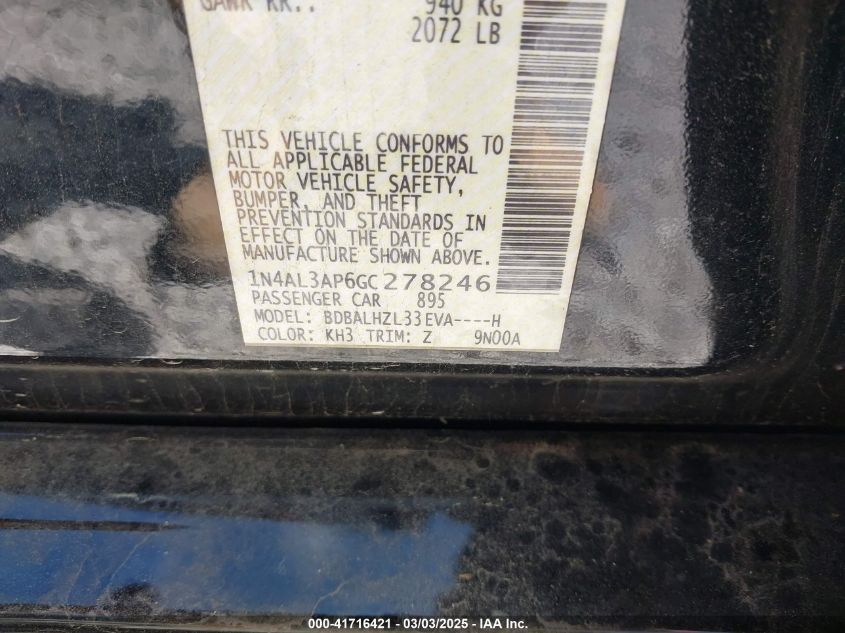 GAWR RR.. 940 KG
2072 LB
THIS VEHICLE CONFORMS TO
ALL APPLICABLE FEDERAL
MOTOR VEHICLE SAFETY,
BUMPER, AND THEFT
PREVENTION STANDARDS IN
EFFECT ON THE DATE OF
MANUFACTURE SHOWN ABOVE.
1N4AL3AP6GC278246
PASSENGER CAR 895
MODEL: BDBALHZL33EVA----H
COLOR: KH3 TRIM: Z 9N00A
000-41716421 - 03/03/2025 - IAA Inc.